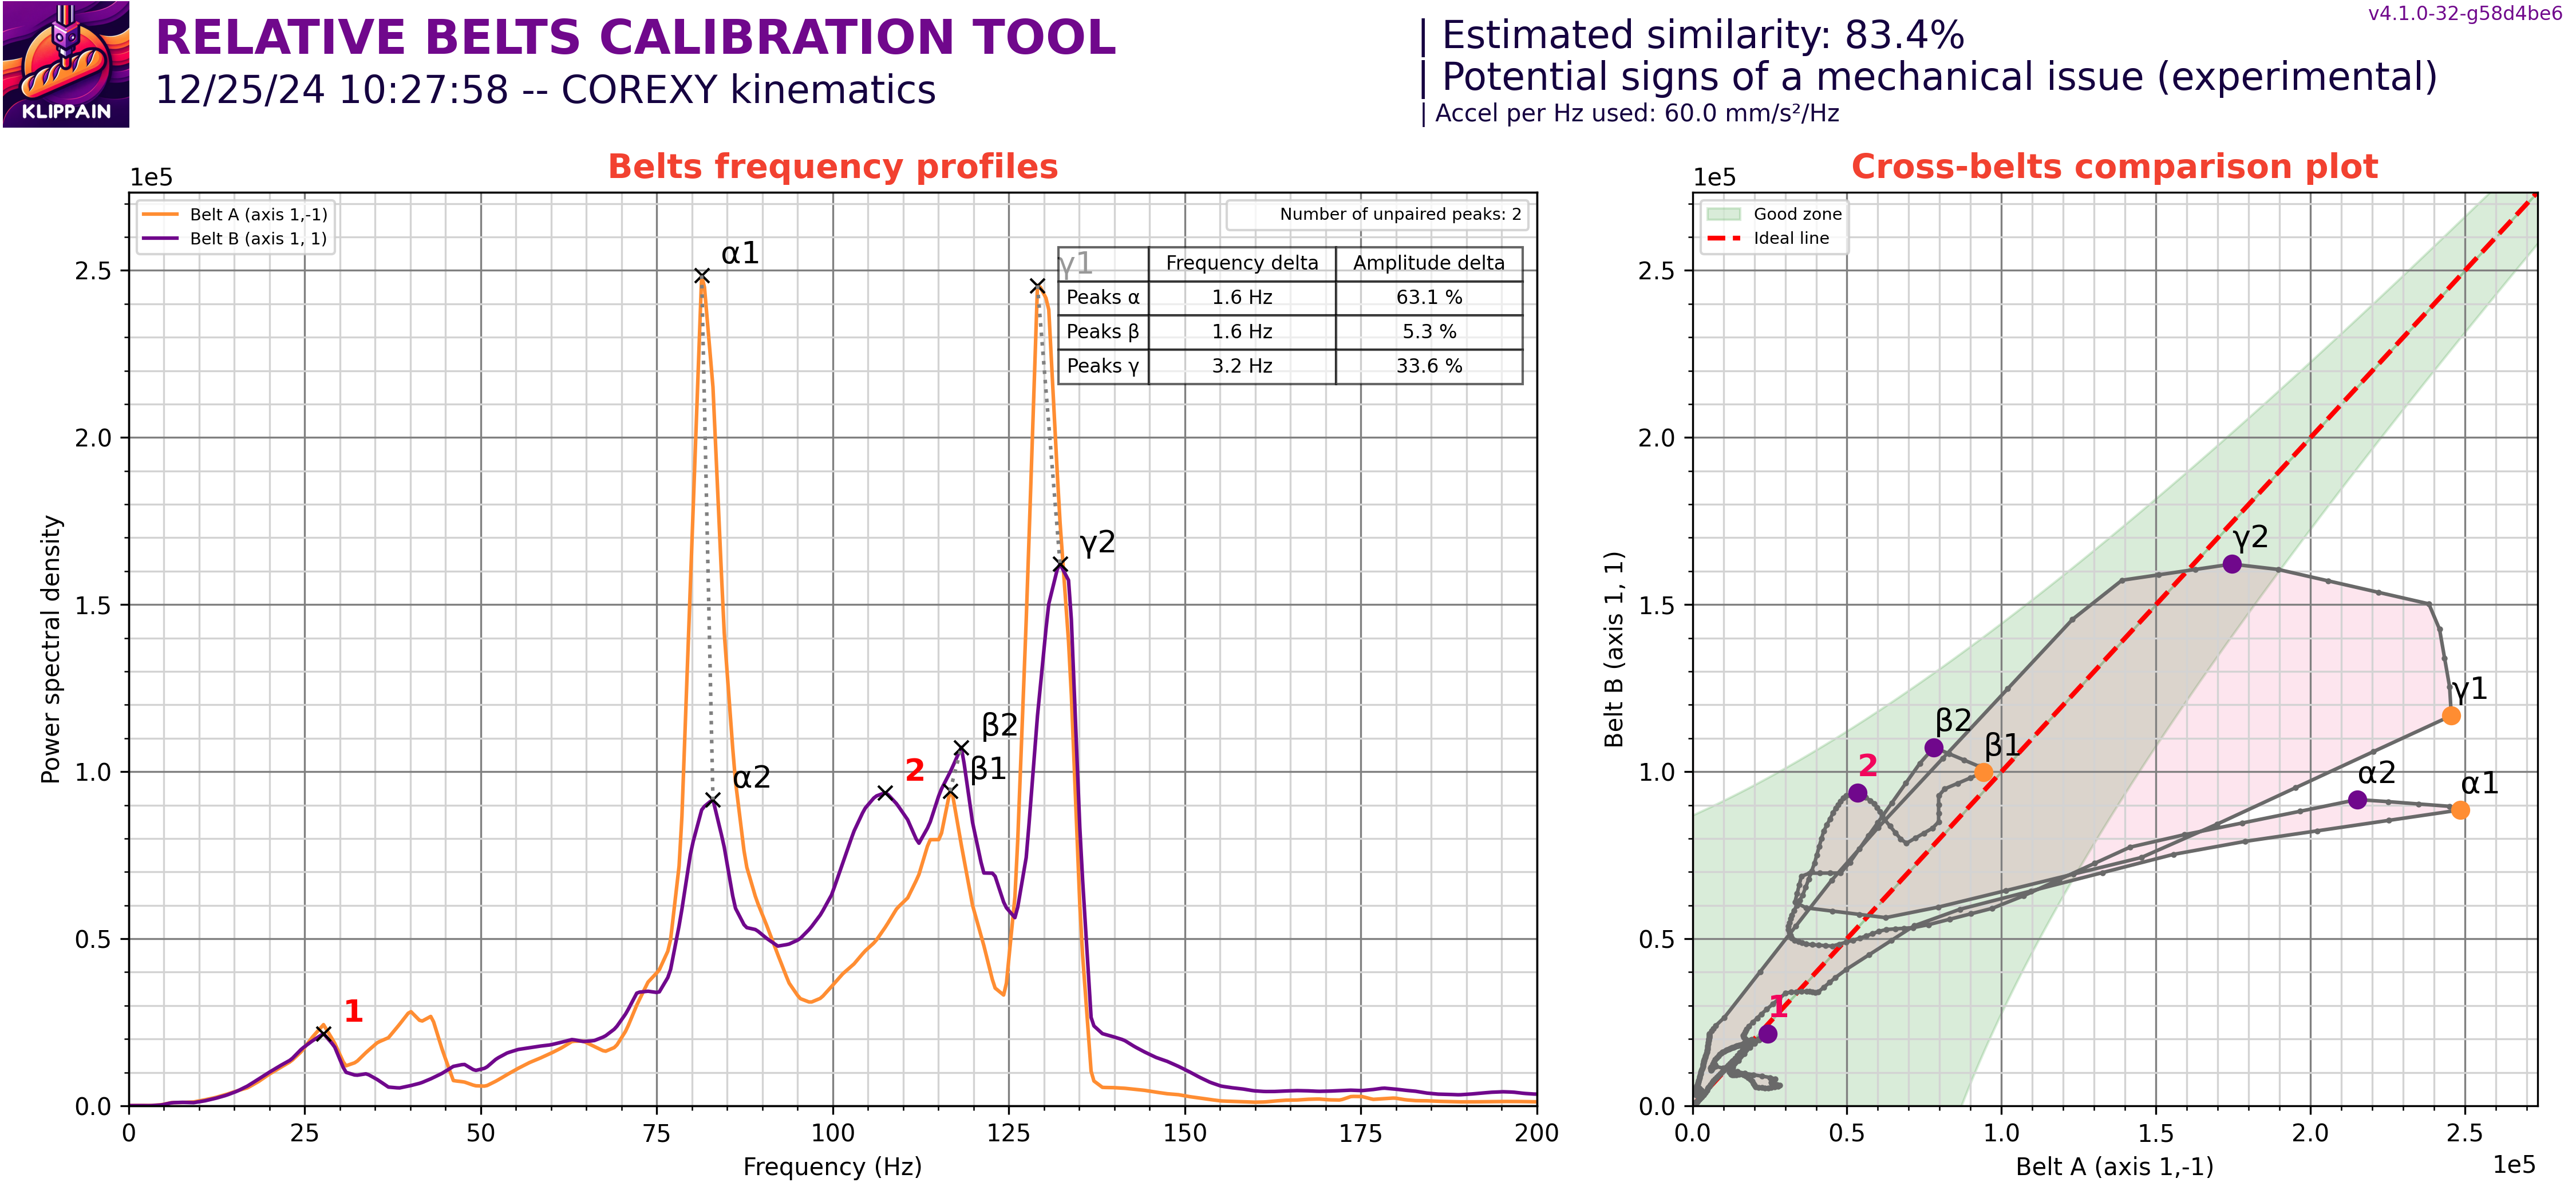 KLIPPAIN
RELATIVE BELTS CALIBRATION TOOL
12/25/24 10:27:58 -- COREXY kinematics
| Estimated similarity: 83.4%
| Potential signs of a mechanical issue (experimental)
| Accel per Hz used: 60.0 mm/s²/Hz
v4.1.0-32-g58d4be6
Belts frequency profiles
1e5
Belt A (axis 1,-1)
Belt B (axis 1, 1)
Number of unpaired peaks: 2
γ1 Frequency delta Amplitude delta
Peaks α 1.6 Hz 63.1 %
Peaks β 1.6 Hz 5.3 %
Peaks γ 3.2 Hz 33.6 %
α1
γ2
β2
β1
α2
2
1
2.5
2.0
1.5
1.0
0.5
0.0
Power spectral density
0 25 50 75 100 125 150 175 200
Frequency (Hz)
Cross-belts comparison plot
1e5
Good zone
Ideal line
γ2
γ1
β2
β1
2
α2
α1
1
2.5
2.0
1.5
1.0
0.5
0.0
Belt B (axis 1, 1)
0.0 0.5 1.0 1.5 2.0 2.5
Belt A (axis 1,-1)
1e5